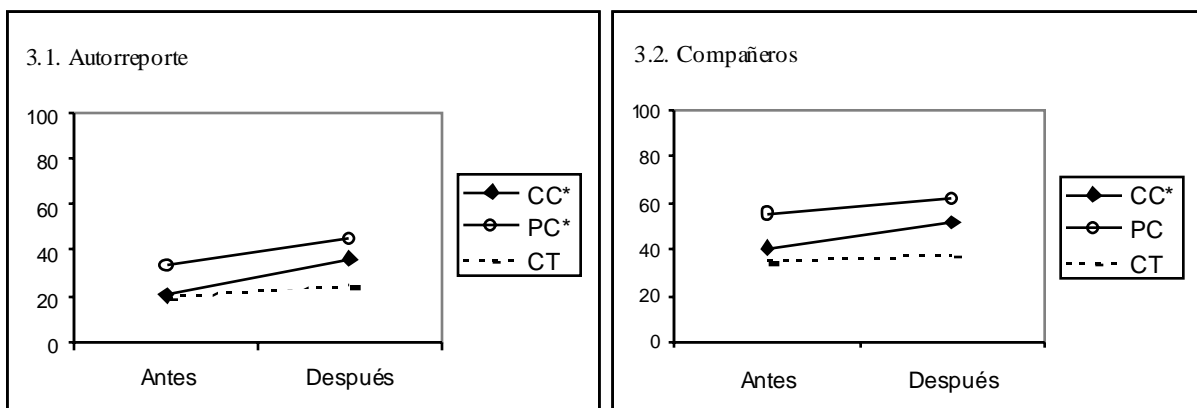 3.1. Autorreporte
100
80
60
40
20
0
Antes
Después
CC*
PC*
CT
3.2. Compañeros
100
80
60
40
20
0
Antes
Después
CC*
PC
CT